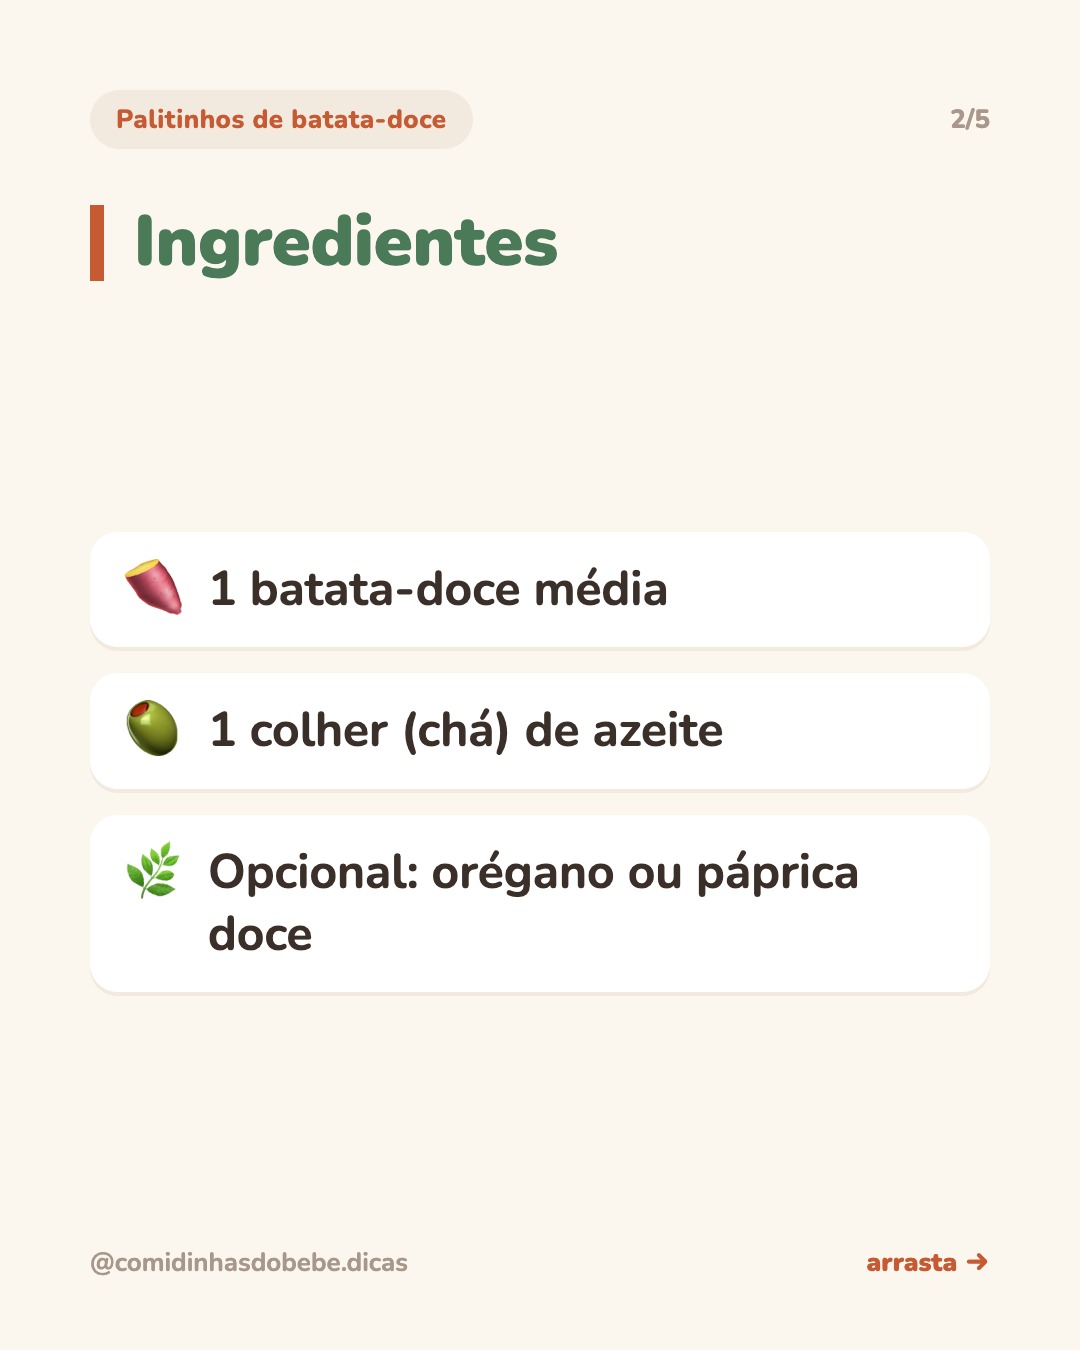 Palitinhos de batata-doce
2/5
Ingredientes
1 batata-doce média
1 colher (chá) de azeite
Opcional: orégano ou páprica
doce
@comidinhasdobebe.dicas
arrasta →